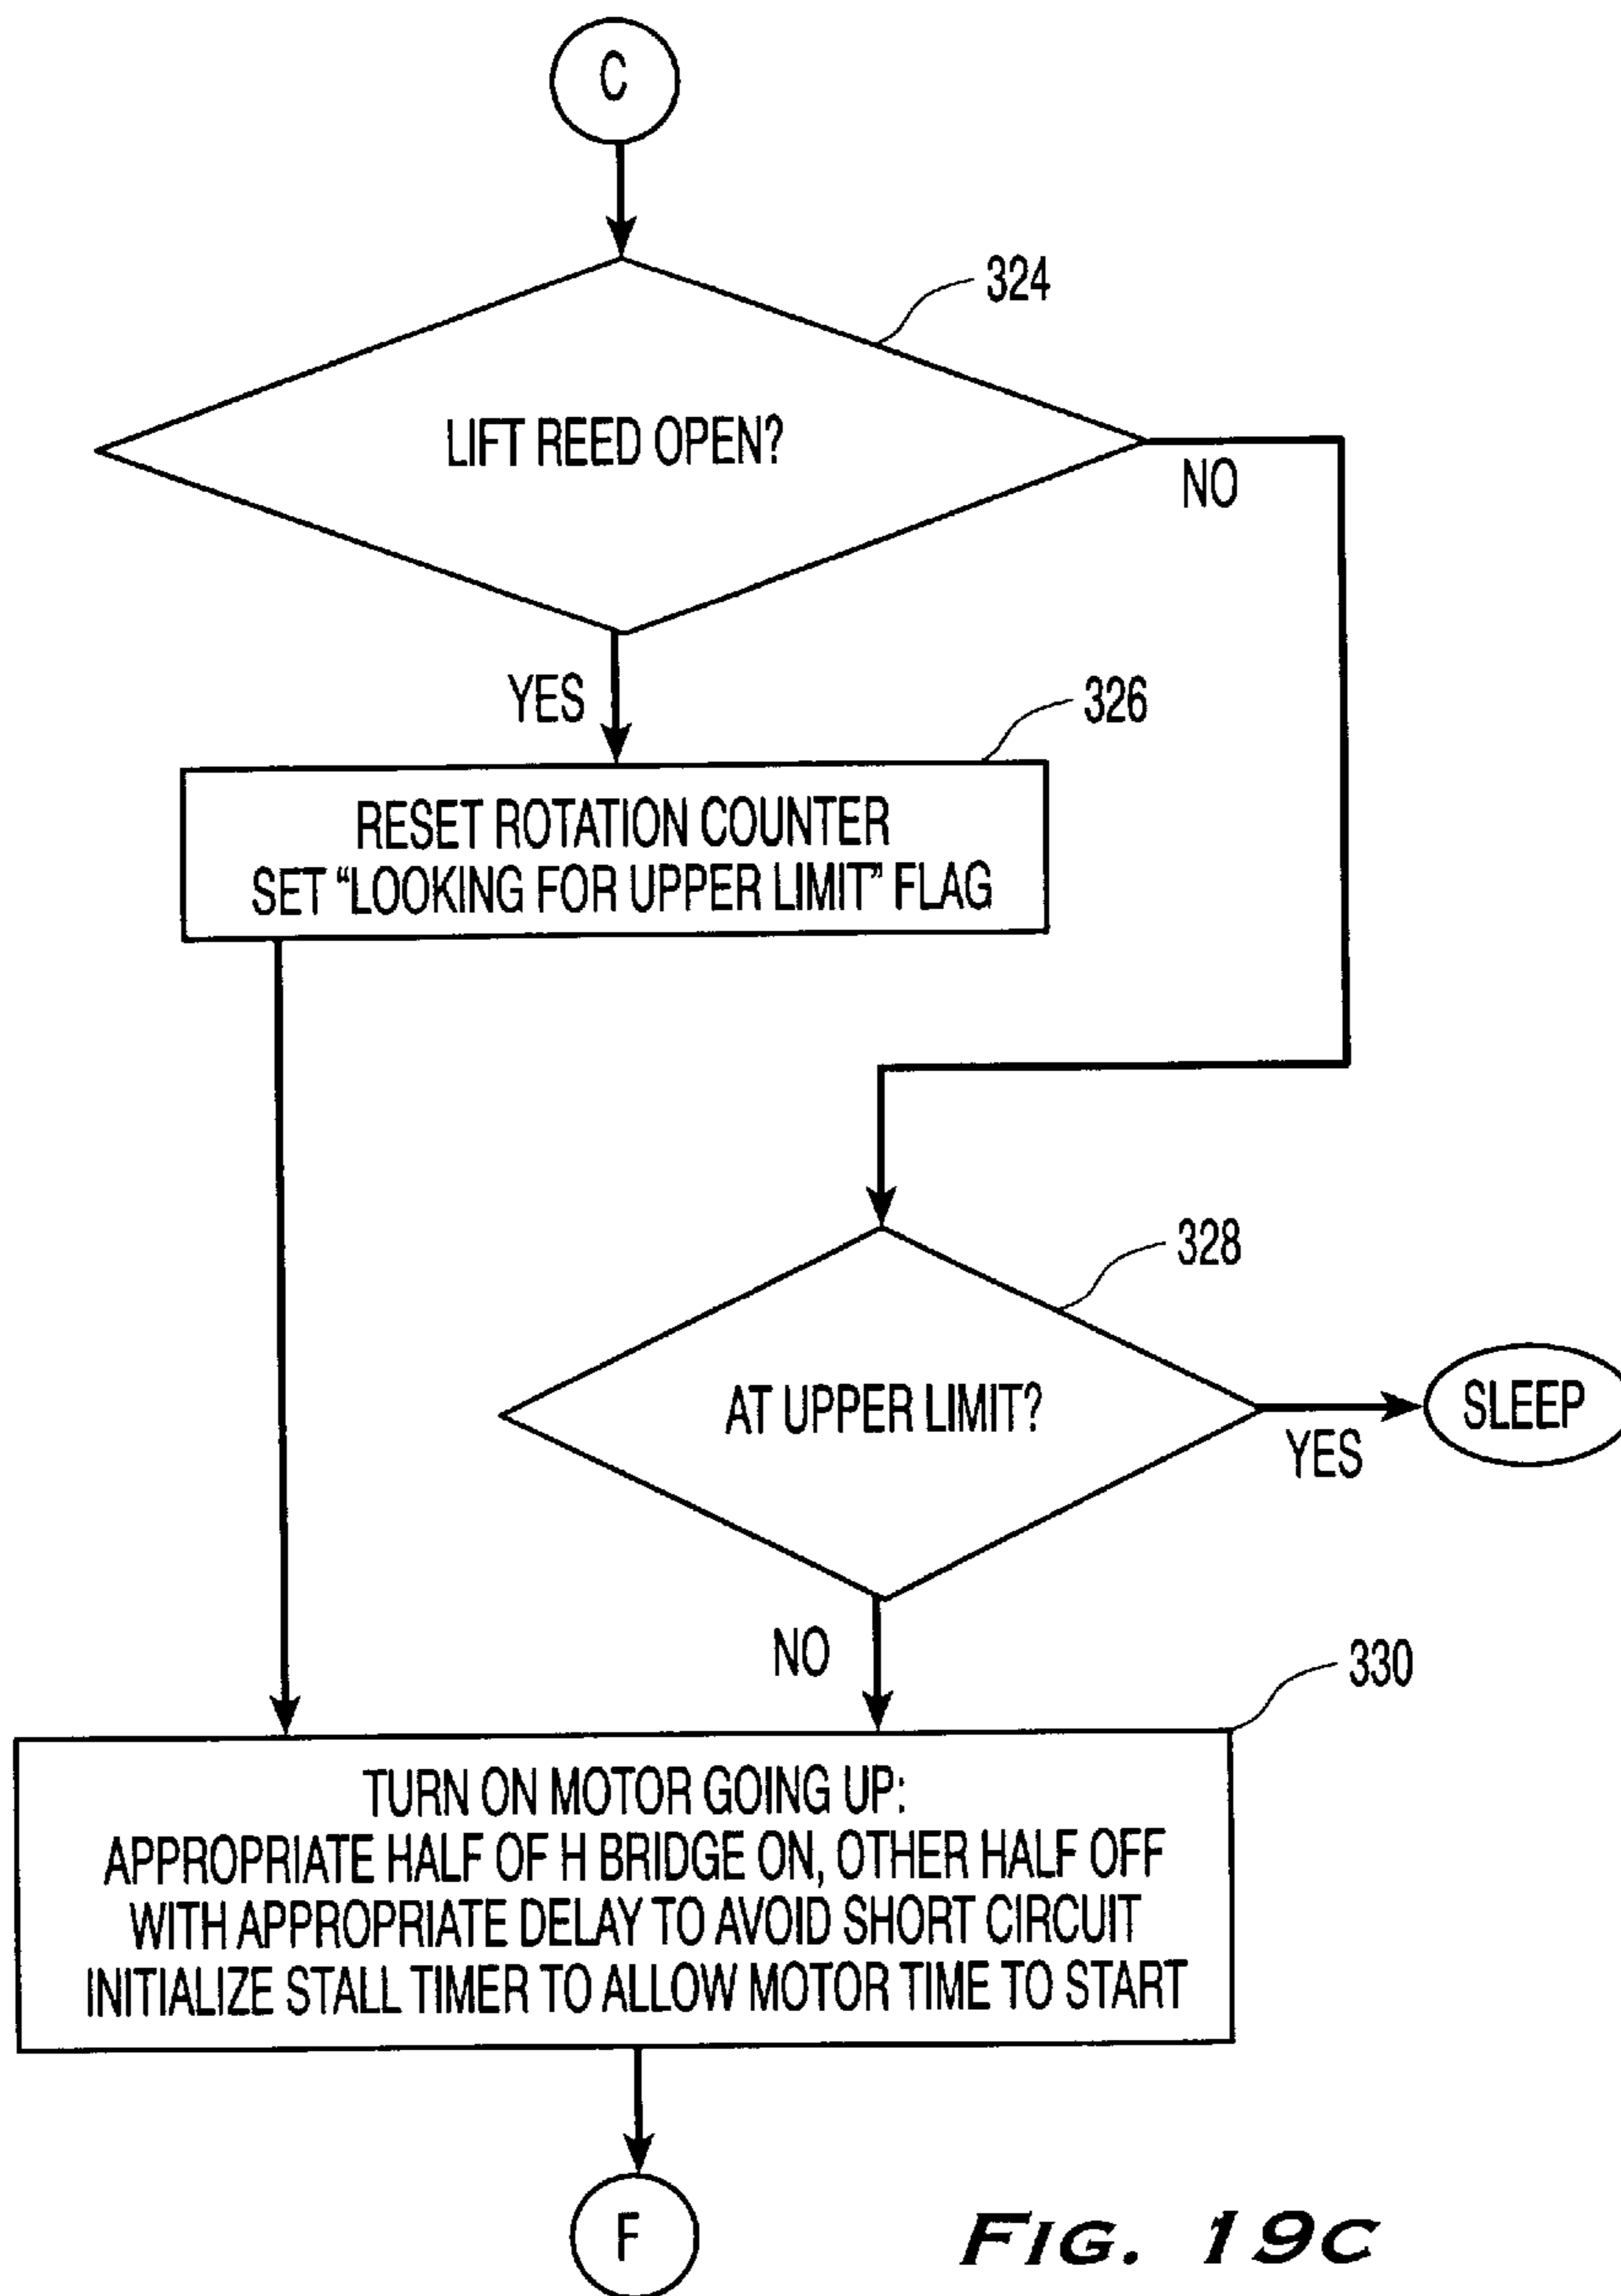 C
324
LIFT REED OPEN?
NO
YES
326
RESET ROTATION COUNTER
SET “LOOKING FOR UPPER LIMIT” FLAG
328
AT UPPER LIMIT?
SLEEP
YES
NO
330
TURN ON MOTOR GOING UP:
APPROPRIATE HALF OF H BRIDGE ON, OTHER HALF OFF
WITH APPROPRIATE DELAY TO AVOID SHORT CIRCUIT
INITIALIZE STALL TIMER TO ALLOW MOTOR TIME TO START
F
FIG. 19C